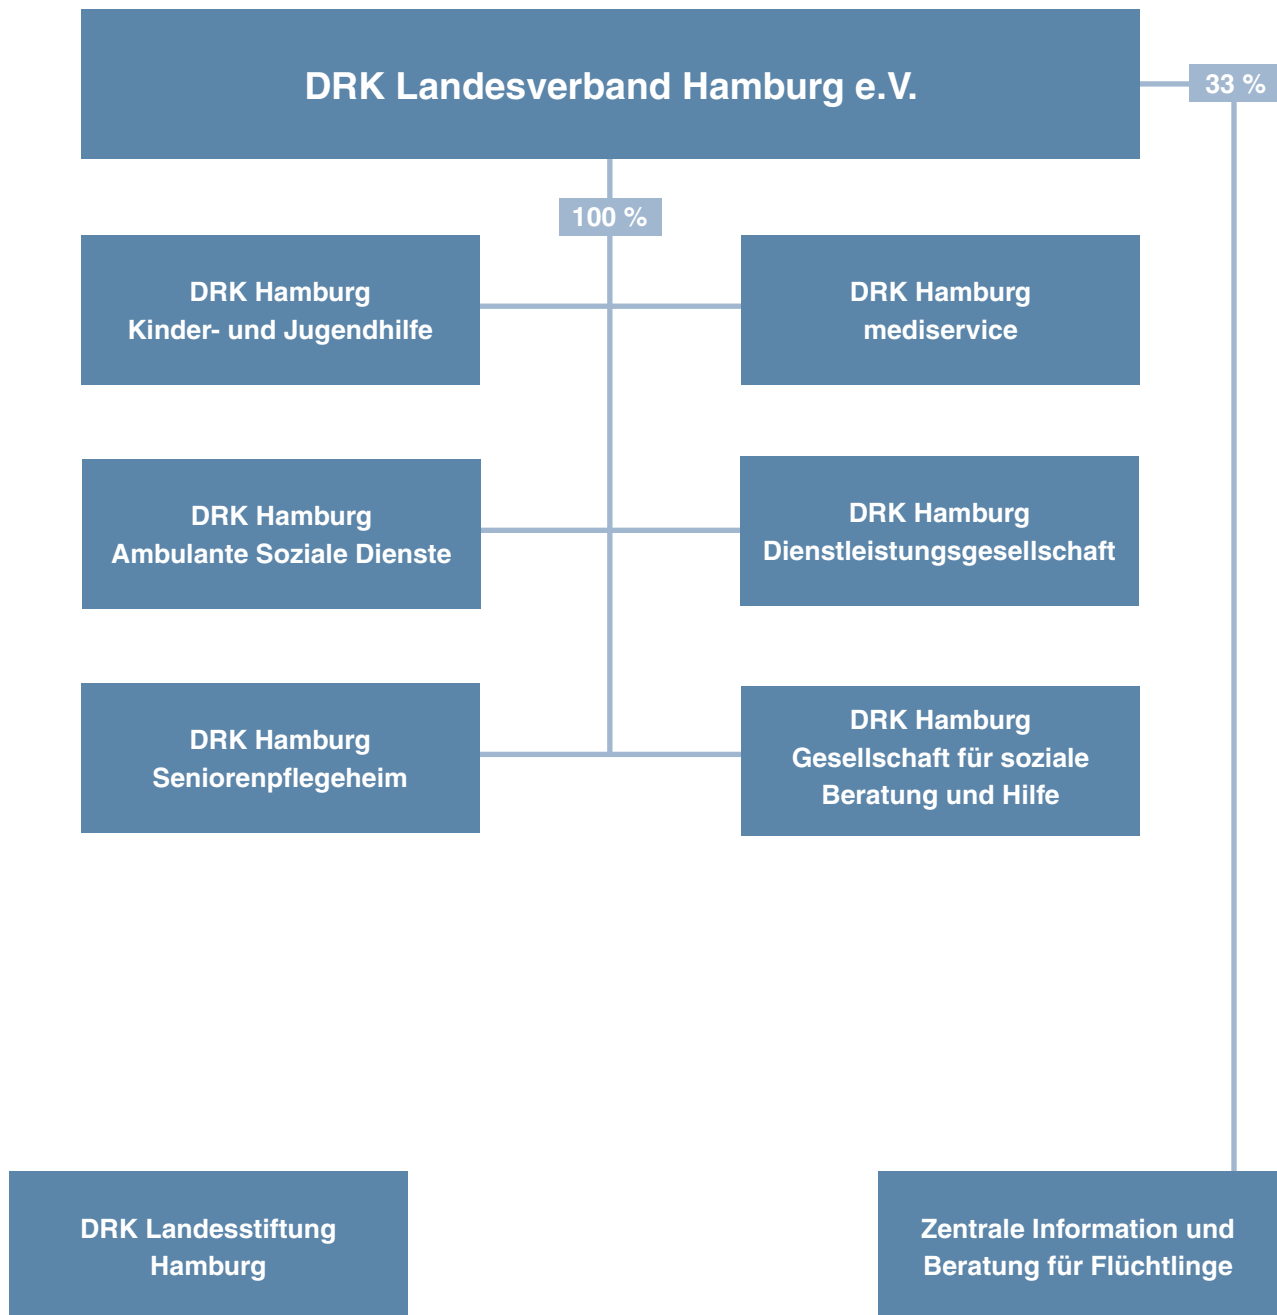 DRK Landesverband Hamburg e.V.
33 %
100 %
DRK Hamburg
Kinder- und Jugendhilfe
DRK Hamburg
mediservice
DRK Hamburg
Ambulante Soziale Dienste
DRK Hamburg
Dienstleistungsgesellschaft
DRK Hamburg
Seniorenpflegeheim
DRK Hamburg
Gesellschaft für soziale
Beratung und Hilfe
DRK Landesstiftung
Hamburg
Zentrale Information und
Beratung für Flüchtlinge